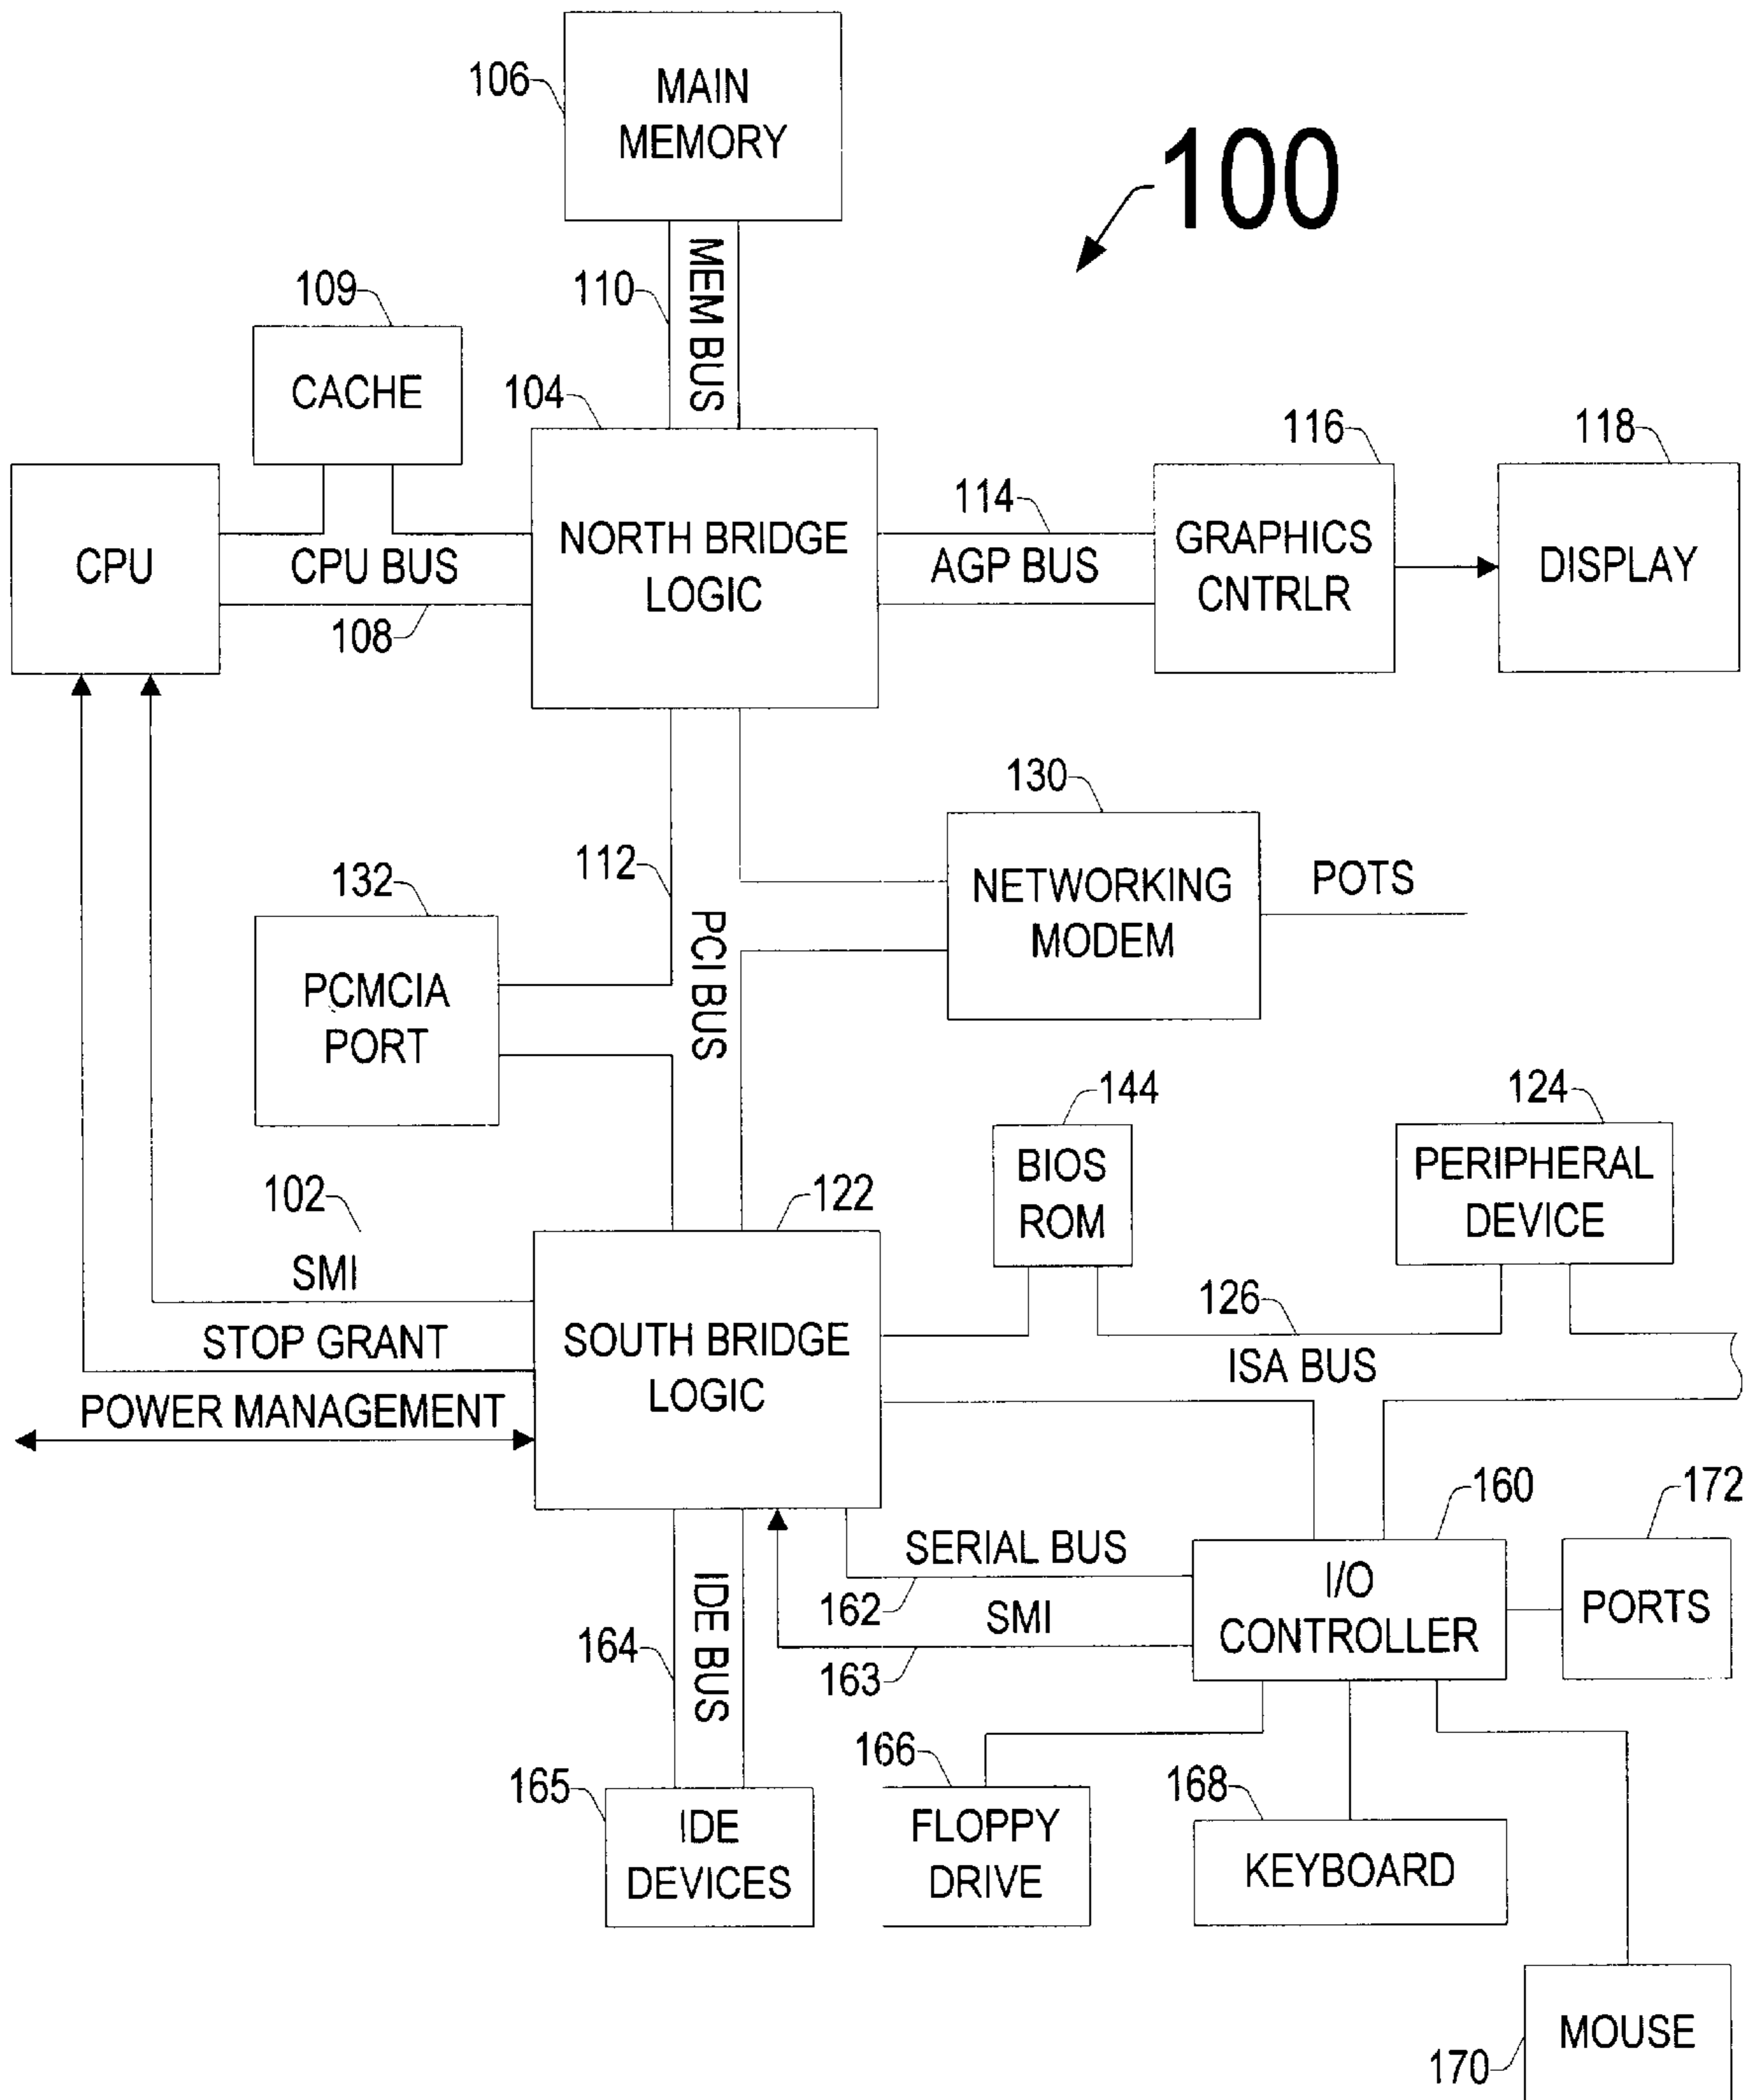 106
MAIN
MEMORY
100
110
MEM BUS
109
CACHE
104
116
118
CPU
CPU BUS
108
NORTH BRIDGE
LOGIC
114
AGP BUS
GRAPHICS
CNTRLR
DISPLAY
130
112
132
NETWORKING
MODEM
POTS
PCI BUS
PCMCIA
PORT
144
124
BIOS
ROM
PERIPHERAL
DEVICE
102
122
SMI
STOP GRANT
POWER MANAGEMENT
SOUTH BRIDGE
LOGIC
126
ISA BUS
160
172
SERIAL BUS
162
SMI
163
I/O
CONTROLLER
PORTS
164
IDE BUS
165
IDE
DEVICES
166
FLOPPY
DRIVE
168
KEYBOARD
170
MOUSE